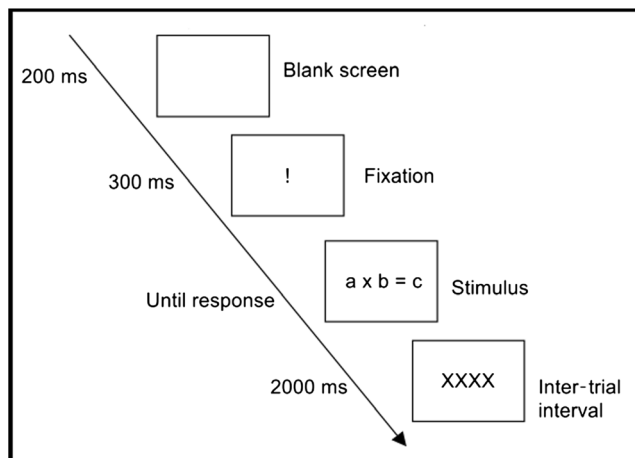 200 ms
Blank screen
300 ms
!
Fixation
Until response
a x b = c
Stimulus
2000 ms
XXXX
Inter-trial
interval